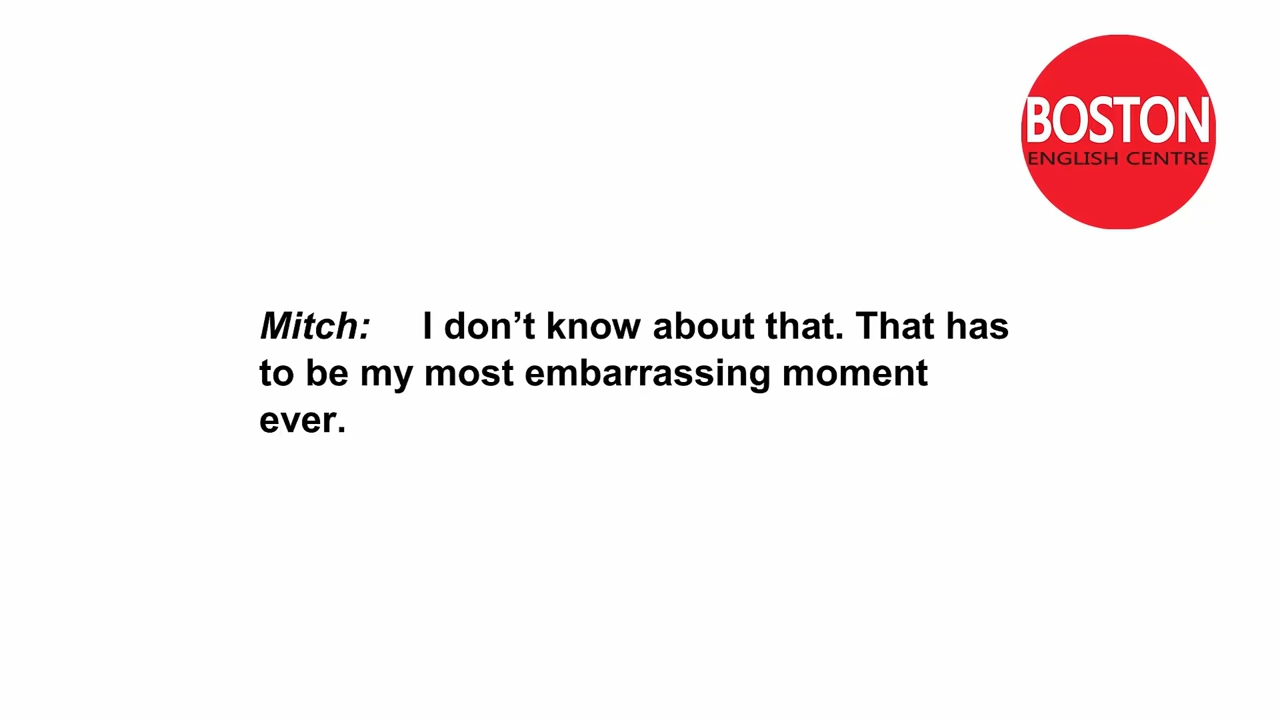 BOSTON
ENGLISH CENTRE
Mitch: I don’t know about that. That has
to be my most embarrassing moment
ever.